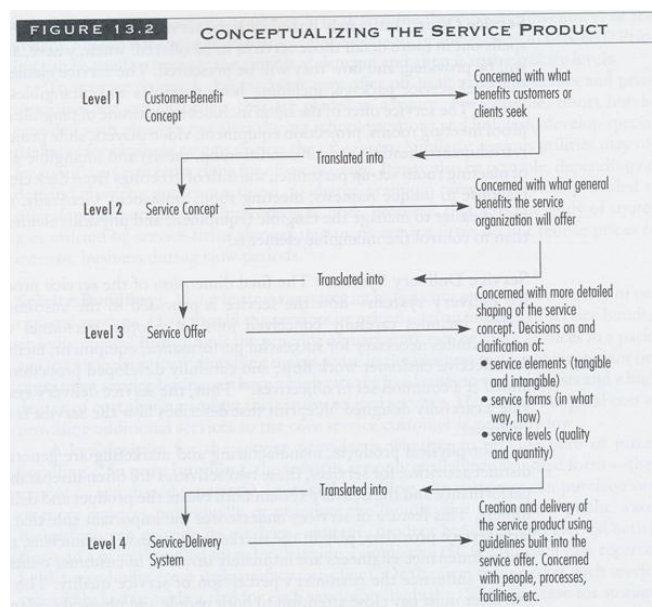 FIGURE 13.2
CONCEPTUALIZING THE SERVICE PRODUCT
Level 1
Customer-Benefit
Concept
Concerned with what
benefits customers or
clients seek
Translated into
Level 2
Service Concept
Concerned with what general
benefits the service
organization will offer
Translated into
Level 3
Service Offer
Concerned with more detailed
shaping of the service
concept. Decisions on and
clarification of:
• service elements (tangible
and intangible)
• service forms (in what
way, how)
• service levels (quality
and quantity)
Translated into
Level 4
Service-Delivery
System
Creation and delivery of
the service product using
guidelines built into the
service offer. Concerned
with people, processes,
facilities, etc.